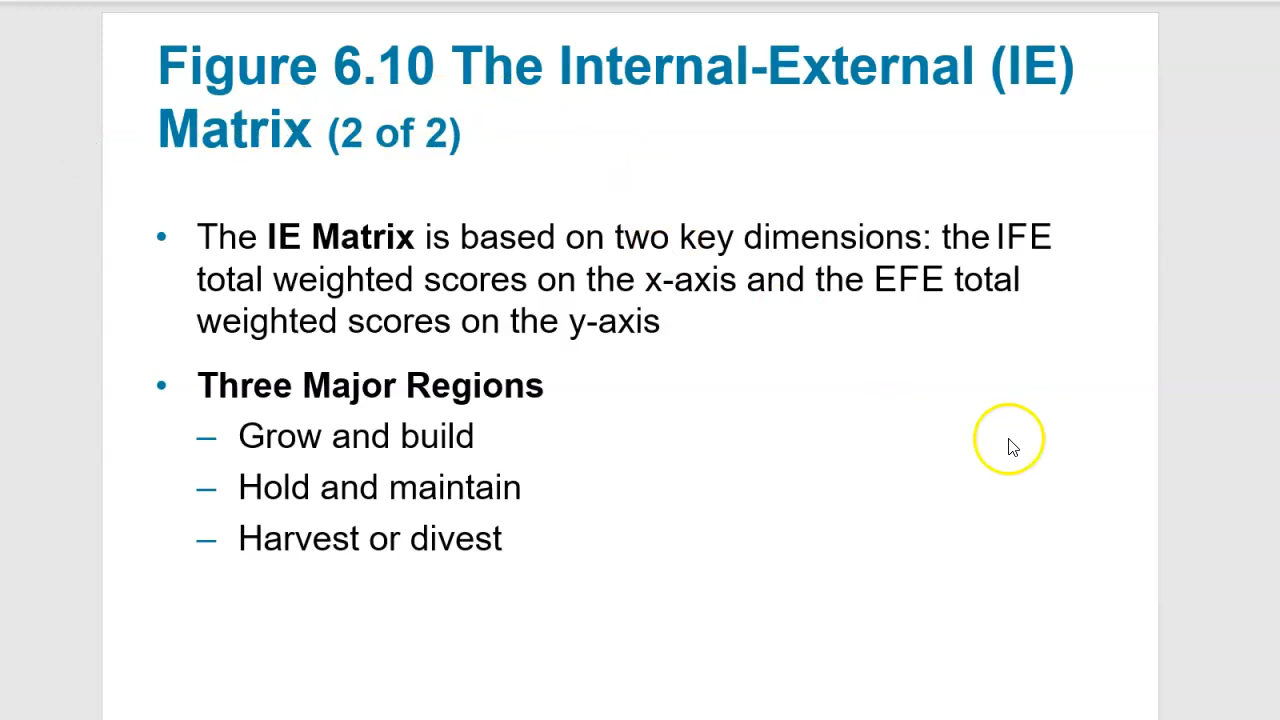 Figure 6.10 The Internal-External (IE)
Matrix (2 of 2)
• The IE Matrix is based on two key dimensions: the IFE
total weighted scores on the x-axis and the EFE total
weighted scores on the y-axis
• Three Major Regions
– Grow and build
– Hold and maintain
– Harvest or divest